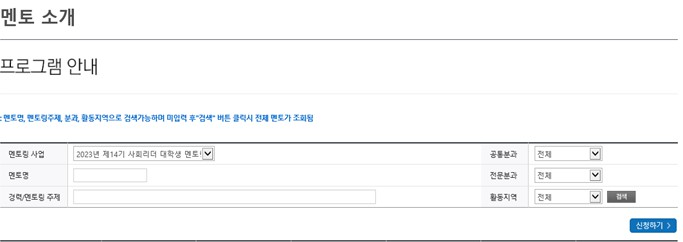 멘토 소개
프로그램 안내
: 멘토명, 멘토링주제, 분과, 활동지역으로 검색가능하며 미입력 후"검색" 버튼 클릭시 전체 멘토가 조회됨
멘토링 사업 2023년 제14기 사회리더 대학생 멘토 공통분과 전체
멘토명 전문분과 전체
경력/멘토링 주제 활동지역 전체 검색
신청하기 >